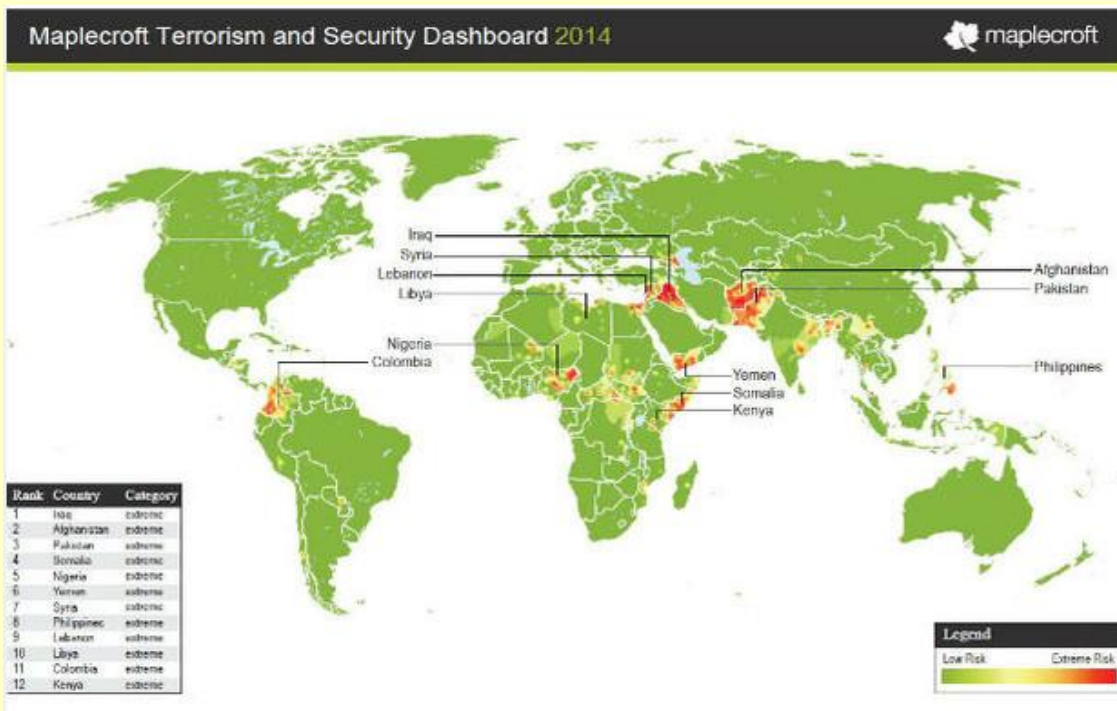 Maplecroft Terrorism and Security Dashboard 2014
maplecroft
Iraq
Syria
Lebanon
Libya
Nigeria
Colombia
Afghanistan
Pakistan
Philippines
Yemen
Somalia
Kenya
Rank Country Category
1 Iraq extreme
2 Afghanistan extreme
3 Pakistan extreme
4 Somalia extreme
5 Nigeria extreme
6 Yemen extreme
7 Syria extreme
8 Philippines extreme
9 Lebanon extreme
10 Libya extreme
11 Colombia extreme
12 Kenya extreme
Legend
Low Risk Extreme Risk